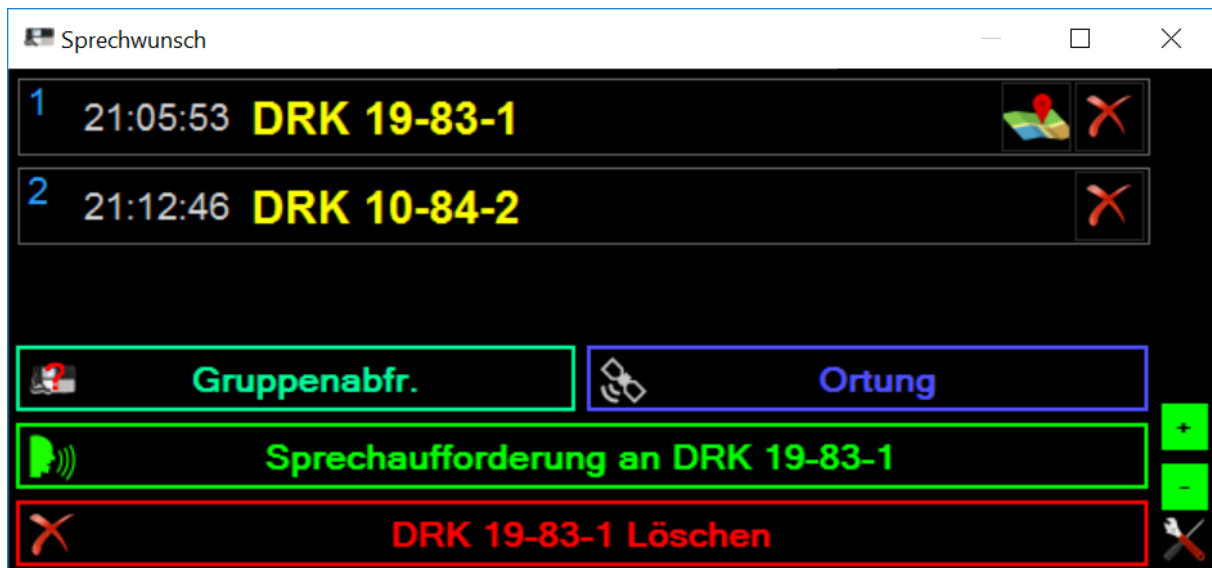 Sprechwunsch
1 21:05:53 DRK 19-83-1
2 21:12:46 DRK 10-84-2
? Gruppenabfr. Ortung
Sprechaufforderung an DRK 19-83-1
+
-
DRK 19-83-1 Löschen